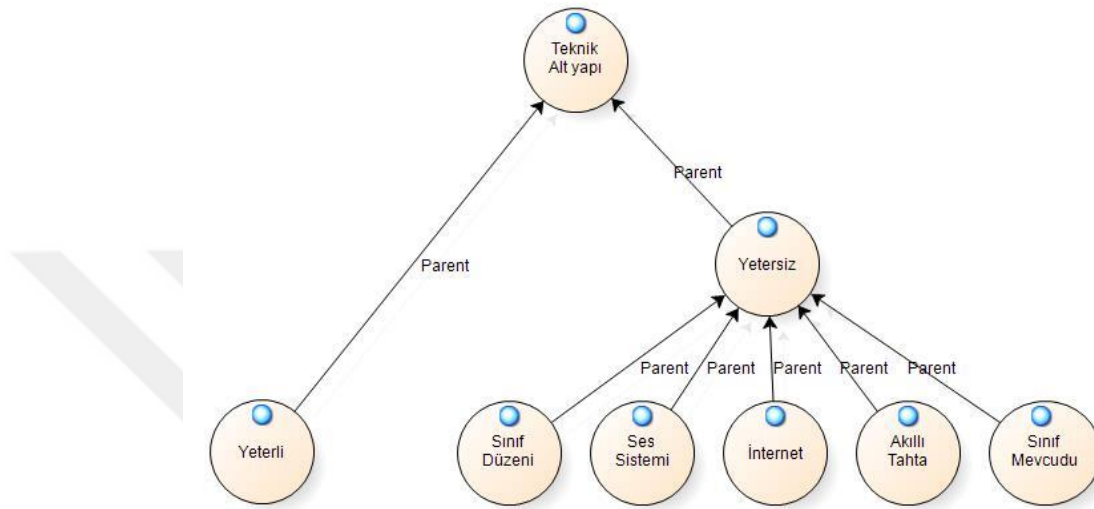 Teknik
Alt yapı
Parent
Yetersiz
Parent
Parent
Parent
Parent
Parent
Parent
Yeterli
Sınıf
Düzeni
Ses
Sistemi
İnternet
Akıllı
Tahta
Sınıf
Mevcudu